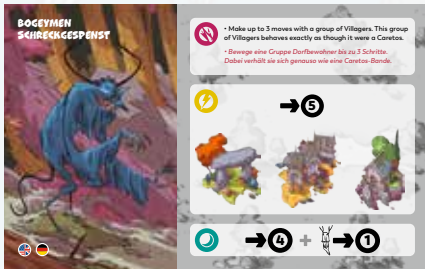 BOGEYMEN
SCHRECKGESPENST
• Make up to 3 moves with a group of Villagers. This group
of Villagers behaves exactly as though it were a Caretos.
• Bewege eine Gruppe Dorfbewohner bis zu 3 Schritte.
Dabei verhält sie sich genauso wie eine Caretos-Bande.
➔5
➔4 + ➔1